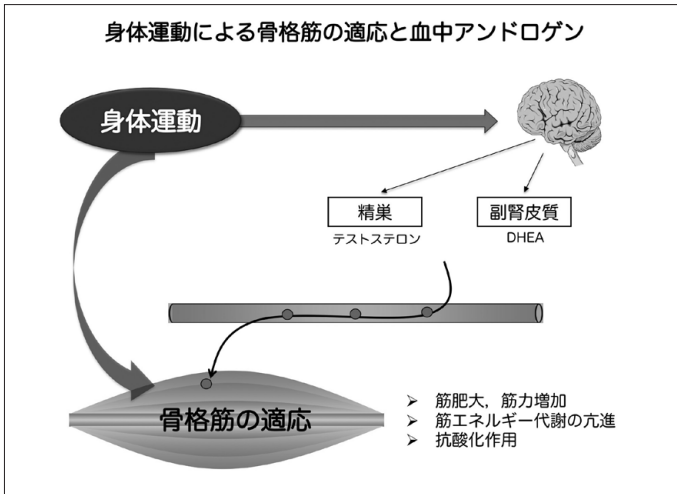 身体運動による骨格筋の適応と血中アンドロゲン
身体運動
精巣
テストステロン
副腎皮質
DHEA
骨格筋の適応
➢ 筋肥大，筋力増加
➢ 筋エネルギー代謝の亢進
➢ 抗酸化作用